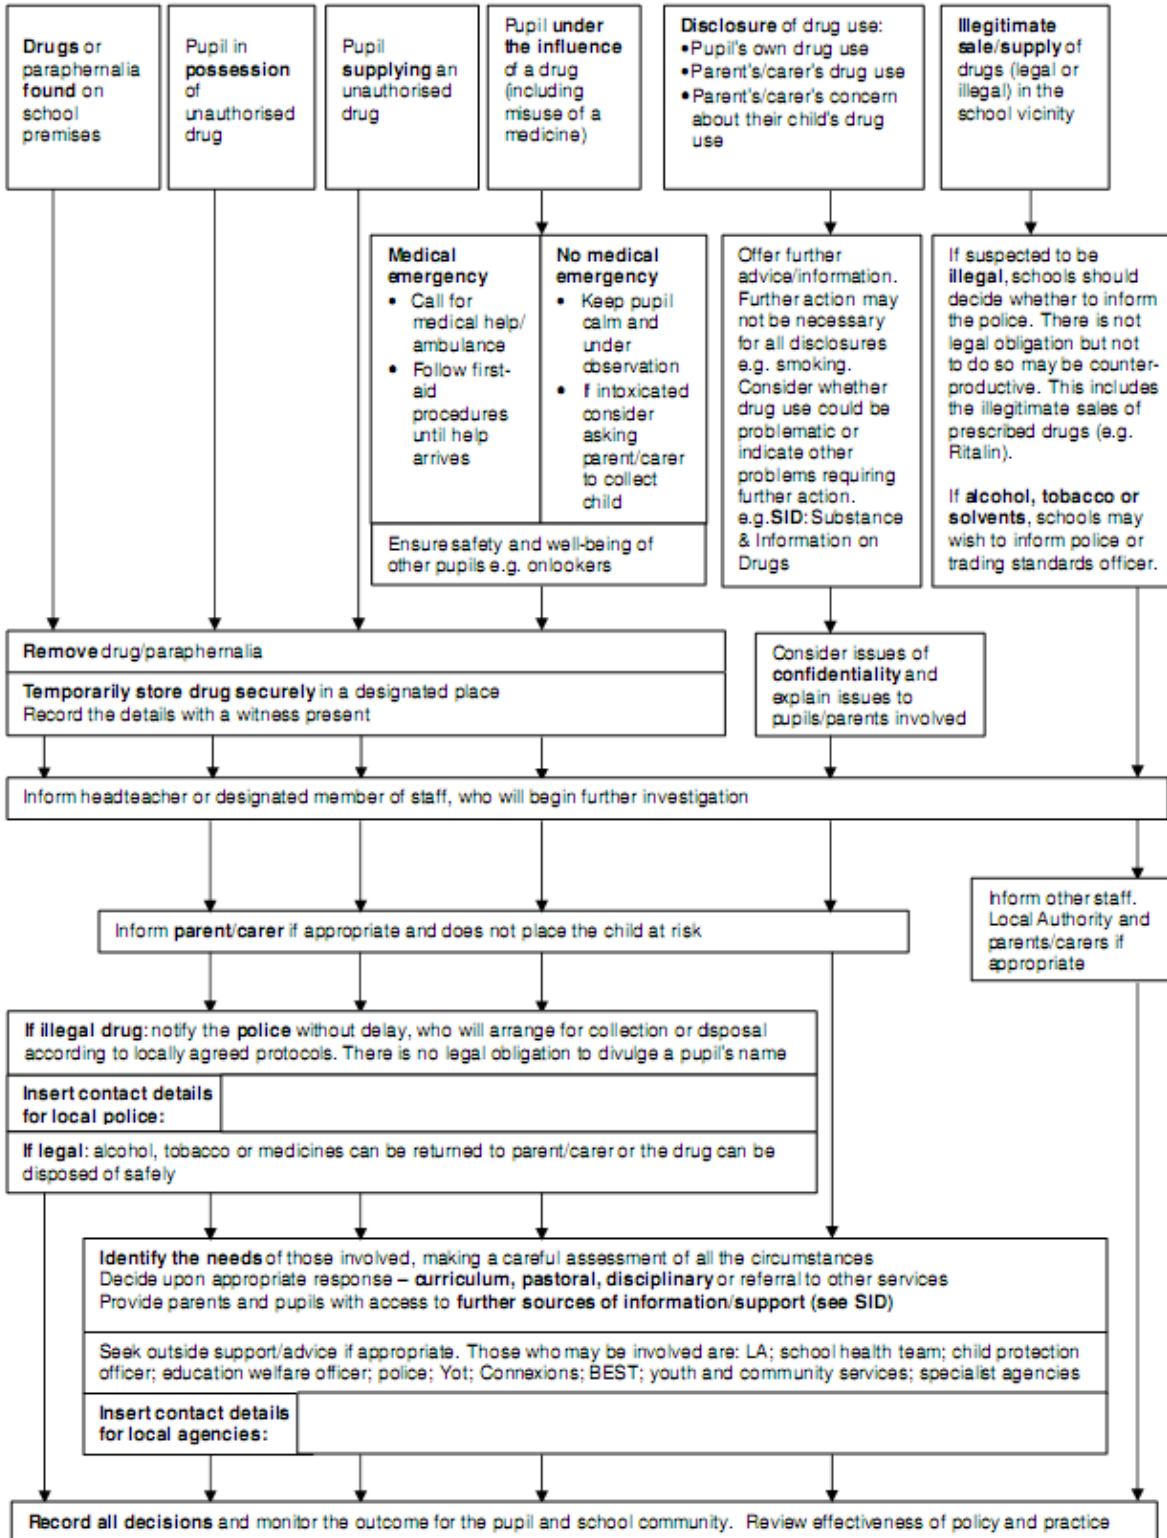 Drugs or
paraphernalia
found on
school
premises
Pupil in
possession
of
unauthorised
drug
Pupil
supplying an
unauthorised
drug
Pupil under
the influence
of a drug
(including
misuse of a
medicine)
Disclosure of drug use:
•Pupil's own drug use
•Parent's/carer's drug use
•Parent's/carer's concern
about their child's drug
use
Illegitimate
sale/supply of
drugs (legal or
illegal) in the
school vicinity
Medical
emergency
• Call for
medical help/
ambulance
• Follow first-
aid
procedures
until help
arrives
No medical
emergency
• Keep pupil
calm and
under
observation
• If intoxicated
consider
asking
parent/carer
to collect
child
Ensure safety and well-being of
other pupils e.g. onlookers
Offer further
advice/information.
Further action may
not be necessary
for all disclosures
e.g. smoking.
Consider whether
drug use could be
problematic or
indicate other
problems requiring
further action.
e.g.SID: Substance
& Information on
Drugs
If suspected to be
illegal, schools should
decide whether to inform
the police. There is not
legal obligation but not
to do so may be counter-
productive. This includes
the illegitimate sales of
prescribed drugs (e.g.
Ritalin).
If alcohol, tobacco or
solvents, schools may
wish to inform police or
trading standards officer.
Remove drug/paraphernalia
Temporarily store drug securely in a designated place
Record the details with a witness present
Consider issues of
confidentiality and
explain issues to
pupils/parents involved
Inform headteacher or designated member of staff, who will begin further investigation
Inform parent/carer if appropriate and does not place the child at risk
Inform other staff.
Local Authority and
parents/carers if
appropriate
If illegal drug: notify the police without delay, who will arrange for collection or disposal
according to locally agreed protocols. There is no legal obligation to divulge a pupil's name
Insert contact details
for local police:
If legal: alcohol, tobacco or medicines can be returned to parent/carer or the drug can be
disposed of safely
Identify the needs of those involved, making a careful assessment of all the circumstances
Decide upon appropriate response – curriculum, pastoral, disciplinary or referral to other services
Provide parents and pupils with access to further sources of information/support (see SID)
Seek outside support/advice if appropriate. Those who may be involved are: LA; school health team; child protection
officer; education welfare officer; police; Yot; Connexions; BEST; youth and community services; specialist agencies
Insert contact details
for local agencies:
Record all decisions and monitor the outcome for the pupil and school community. Review effectiveness of policy and practice